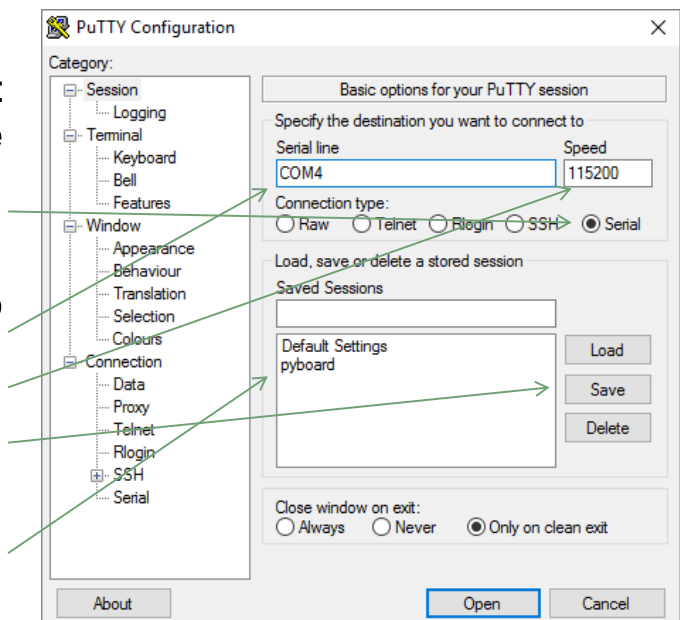 PuTTY Configuration
Category:
Session
Logging
Terminal
Keyboard
Bell
Features
Window
Appearance
Behaviour
Translation
Selection
Colours
Connection
Data
Proxy
Telnet
Rlogin
SSH
Serial
Basic options for your PuTTY session
Specify the destination you want to connect to
Serial line Speed
COM4 115200
Connection type:
Raw Telnet Rlogin SSH Serial
Load, save or delete a stored session
Saved Sessions
Default Settings
pyboard
Load
Save
Delete
Close window on exit:
Always Never Only on clean exit
About Open Cancel